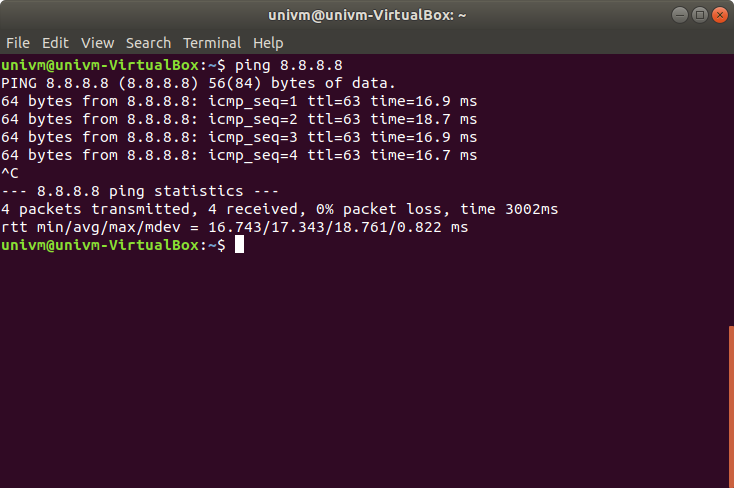 univm@univm-VirtualBox: ~
File Edit View Search Terminal Help
univm@univm-VirtualBox:~$ ping 8.8.8.8
PING 8.8.8.8 (8.8.8.8) 56(84) bytes of data.
64 bytes from 8.8.8.8: icmp_seq=1 ttl=63 time=16.9 ms
64 bytes from 8.8.8.8: icmp_seq=2 ttl=63 time=18.7 ms
64 bytes from 8.8.8.8: icmp_seq=3 ttl=63 time=16.9 ms
64 bytes from 8.8.8.8: icmp_seq=4 ttl=63 time=16.7 ms
^C
--- 8.8.8.8 ping statistics ---
4 packets transmitted, 4 received, 0% packet loss, time 3002ms
rtt min/avg/max/mdev = 16.743/17.343/18.761/0.822 ms
univm@univm-VirtualBox:~$